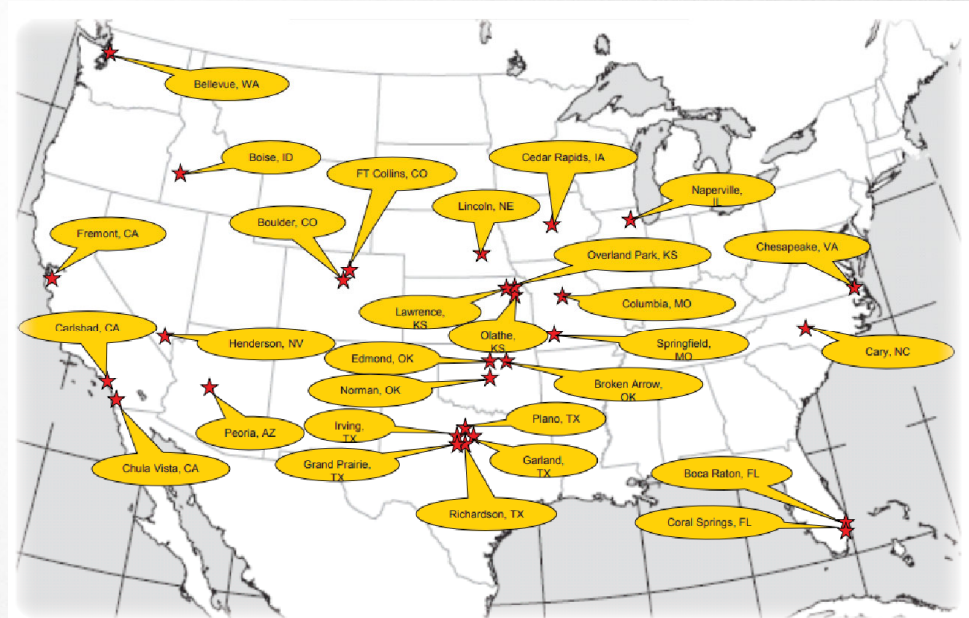 Bellevue, WA
Boise, ID
Cedar Rapids, IA
FT Collins, CO
Naperville,
IL
Lincoln, NE
Boulder, CO
Fremont, CA
Chesapeake, VA
Overland Park, KS
Lawrence,
KS
Columbia, MO
Carlsbad, CA
Olathe,
KS
Henderson, NV
Springfield,
MO
Cary, NC
Edmond, OK
Norman, OK
Broken Arrow,
OK
Irving,
TX
Plano, TX
Peoria, AZ
Grand Prairie,
TX
Garland,
TX
Chula Vista, CA
Boca Raton, FL
Richardson, TX
Coral Springs, FL